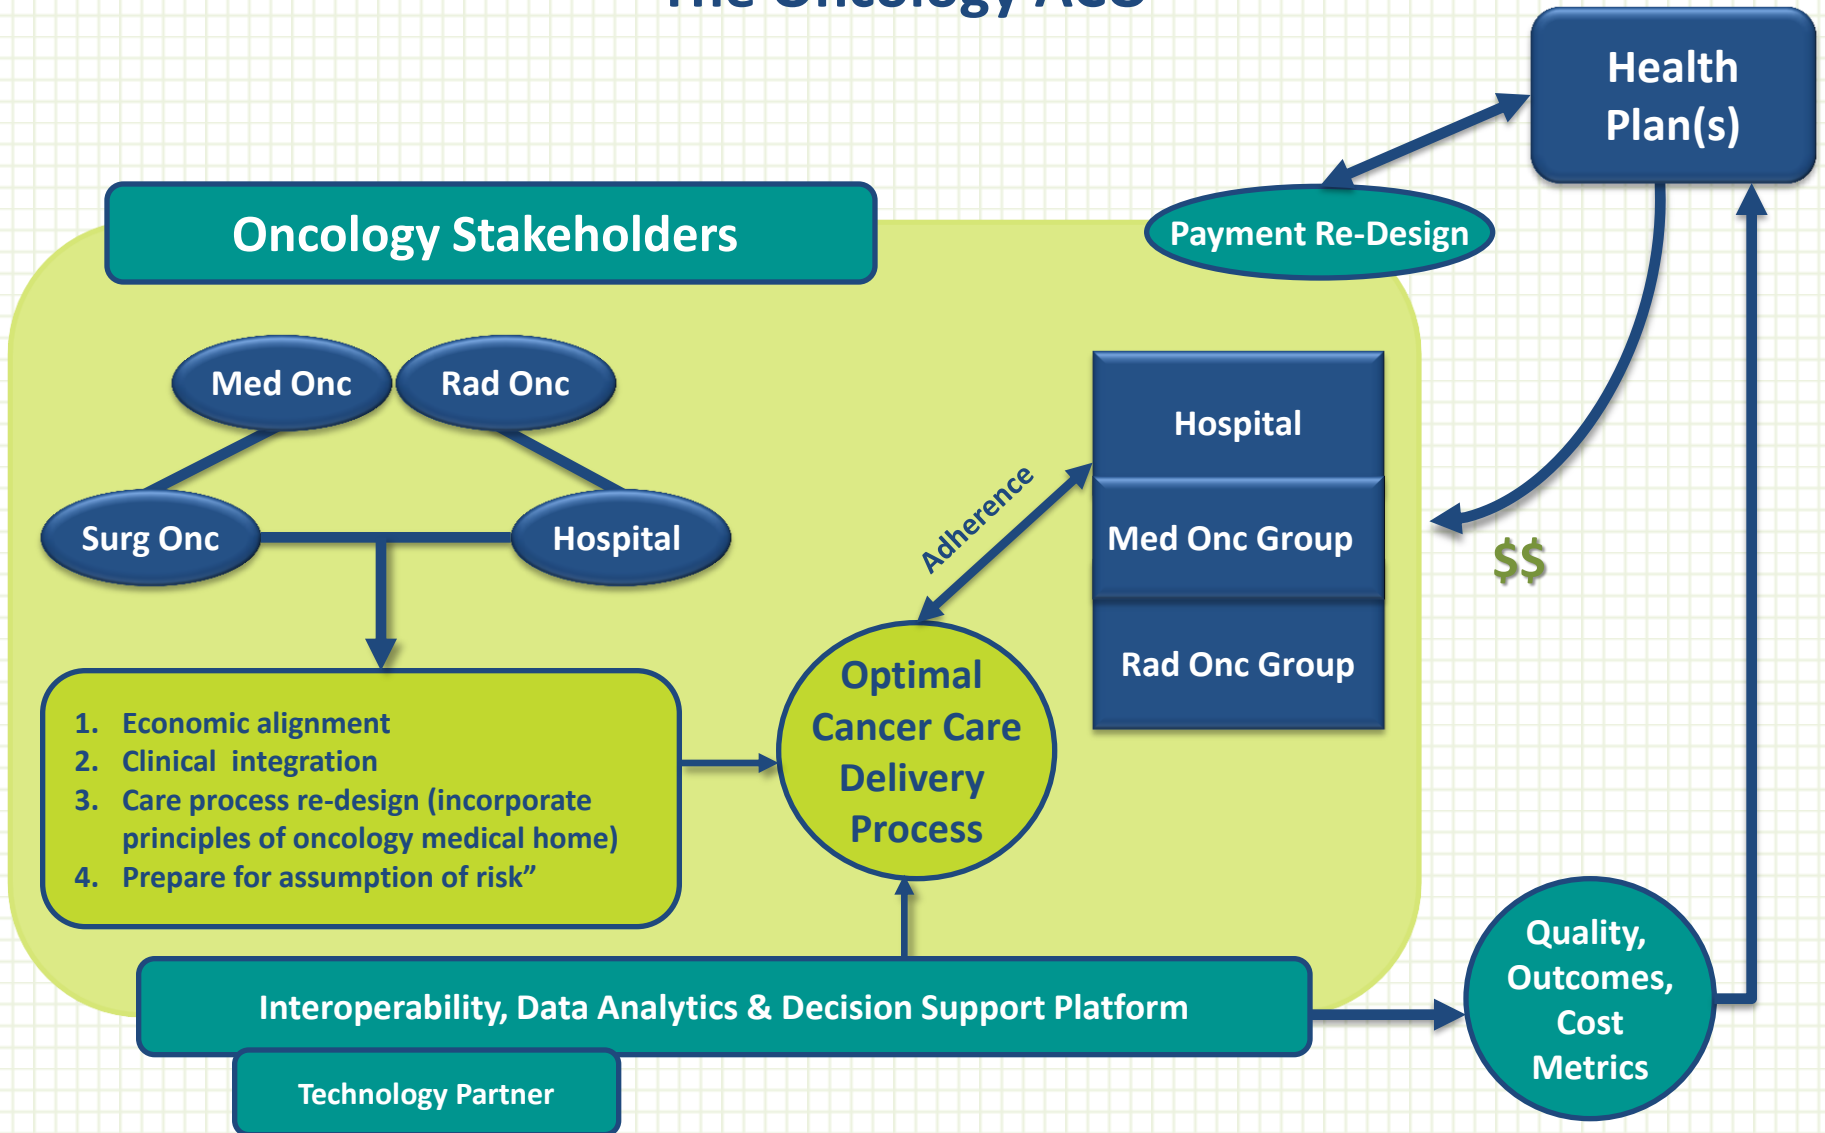 The Oncology ACO
Health
Plan(s)
Payment Re-Design
Oncology Stakeholders
Med Onc
Rad Onc
Surg Onc
Hospital
Hospital
Med Onc Group
Rad Onc Group
Adherence
$$
1. Economic alignment
2. Clinical integration
3. Care process re-design (incorporate
principles of oncology medical home)
4. Prepare for assumption of risk”
Optimal
Cancer Care
Delivery
Process
Interoperability, Data Analytics & Decision Support Platform
Technology Partner
Quality,
Outcomes,
Cost
Metrics